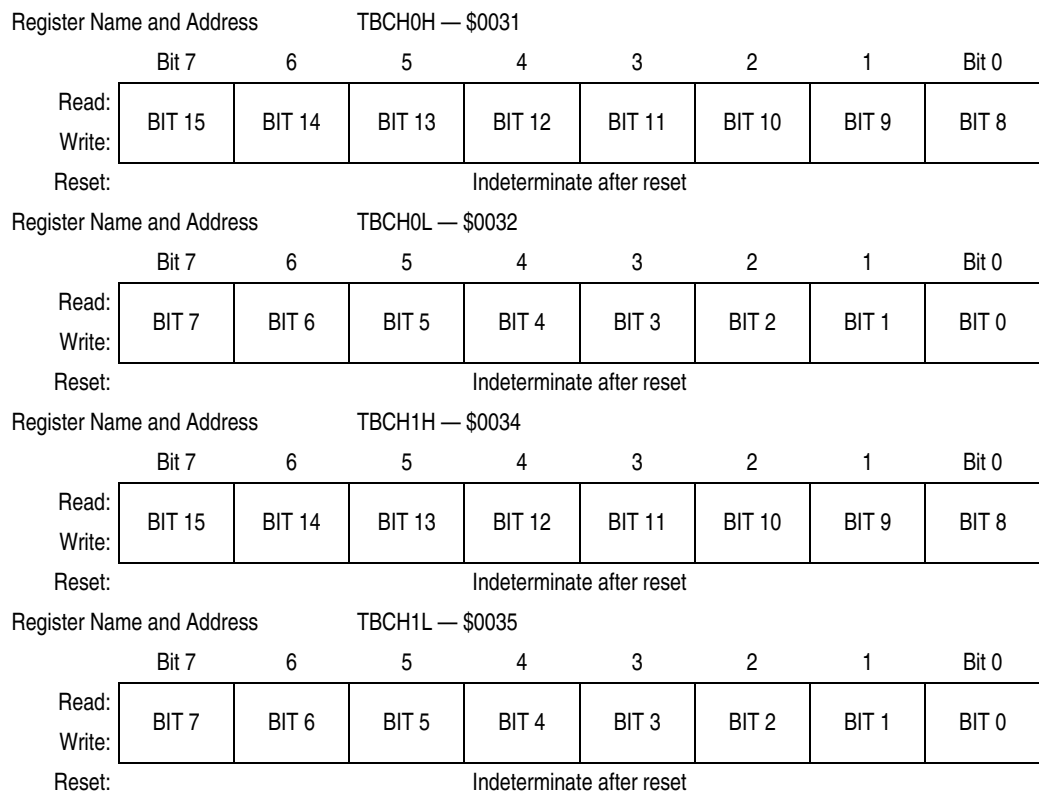 Register Name and Address TBCH0H — $0031
Bit 7 6 5 4 3 2 1 Bit 0
Read:
BIT 15 BIT 14 BIT 13 BIT 12 BIT 11 BIT 10 BIT 9 BIT 8
Write:
Reset: Indeterminate after reset
Register Name and Address TBCH0L — $0032
Bit 7 6 5 4 3 2 1 Bit 0
Read:
BIT 7 BIT 6 BIT 5 BIT 4 BIT 3 BIT 2 BIT 1 BIT 0
Write:
Reset: Indeterminate after reset
Register Name and Address TBCH1H — $0034
Bit 7 6 5 4 3 2 1 Bit 0
Read:
BIT 15 BIT 14 BIT 13 BIT 12 BIT 11 BIT 10 BIT 9 BIT 8
Write:
Reset: Indeterminate after reset
Register Name and Address TBCH1L — $0035
Bit 7 6 5 4 3 2 1 Bit 0
Read:
BIT 7 BIT 6 BIT 5 BIT 4 BIT 3 BIT 2 BIT 1 BIT 0
Write:
Reset: Indeterminate after reset